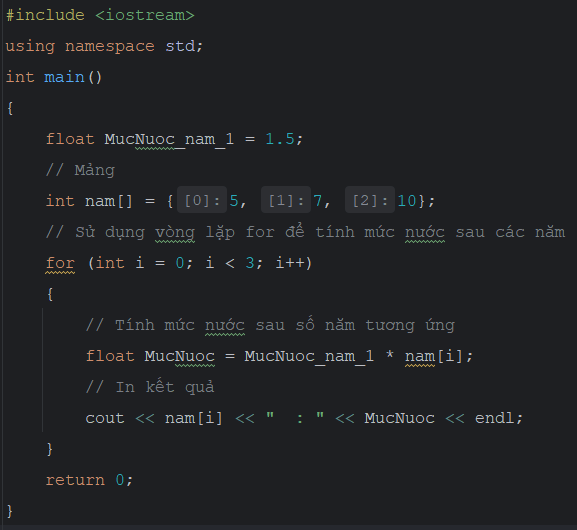 #include <iostream>
using namespace std;
int main()
{
    float MucNuoc_nam_1 = 1.5;
    // Mảng
    int nam[] = {[0]:5, [1]:7, [2]:10};
    // Sử dụng vòng lặp for để tính mức nước sau các năm
    for (int i = 0; i < 3; i++)
    {
        // Tính mức nước sau số năm tương ứng
        float MucNuoc = MucNuoc_nam_1 * nam[i];
        // In kết quả
        cout << nam[i] << "  : " << MucNuoc << endl;
    }
    return 0;
}